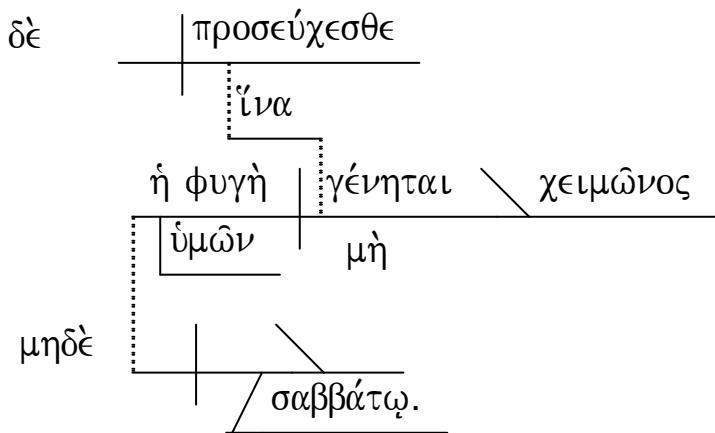 δὲ προσεύχεσθε
ἵνα
ἡ φυγὴ γένηται χειμῶνος
ὑμῶν μὴ
μηδὲ
σαββάτῳ.